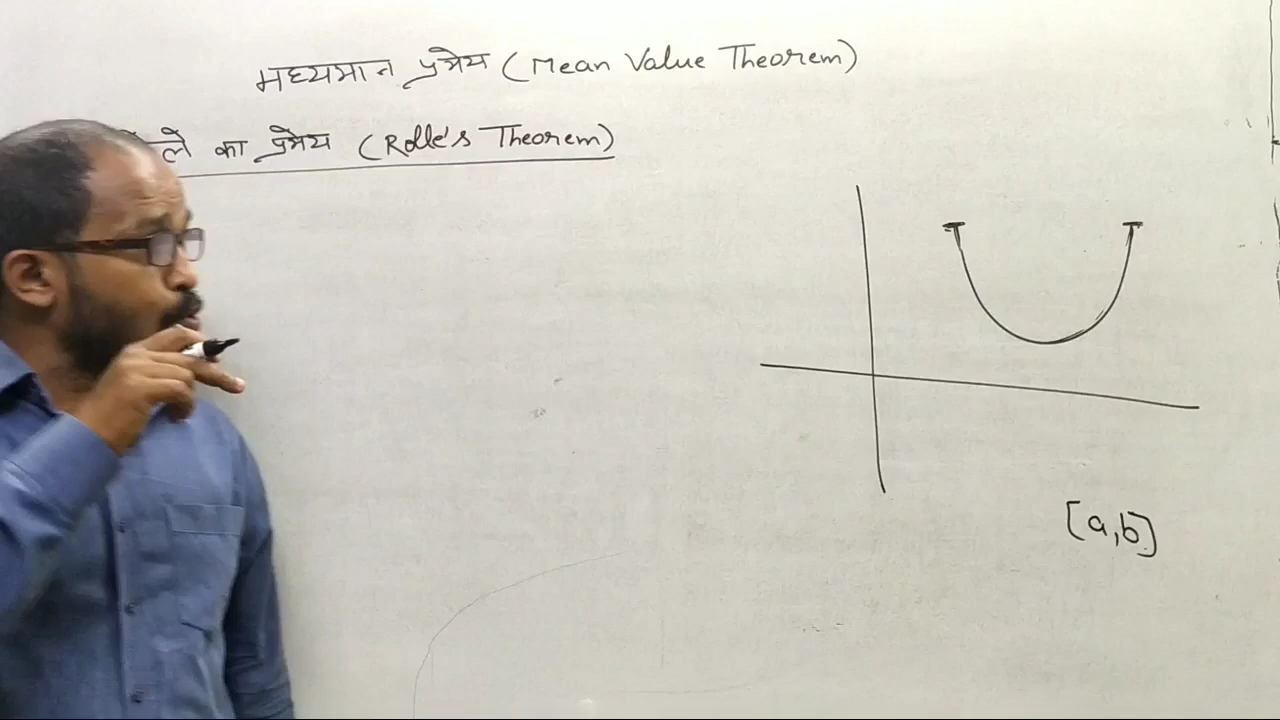 मध्यमान प्रमेय (Mean Value Theorem)
का प्रमेय (Rolle's Theorem)
[a,b]